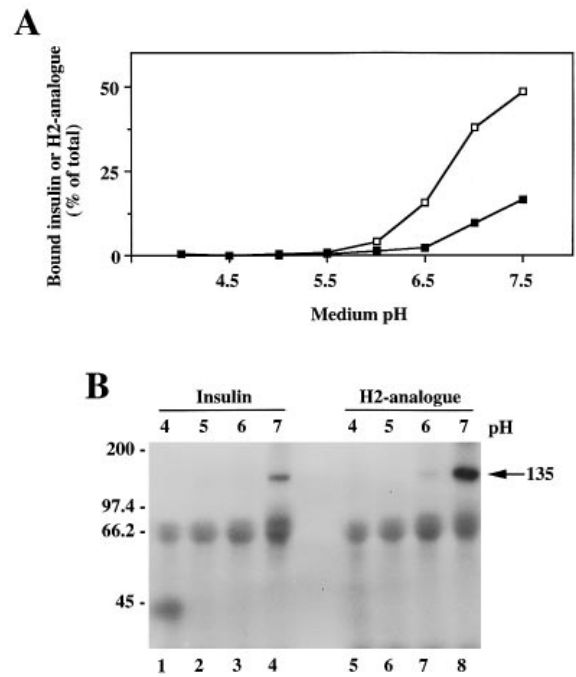 A
Bound insulin or H2-analogue
(% of total)
50
25
0
4.5 5.5 6.5 7.5
Medium pH
B
Insulin H2-analogue
4 5 6 7 4 5 6 7 pH
200 -
135
97.4 -
66.2 -
45 -
1 2 3 4 5 6 7 8